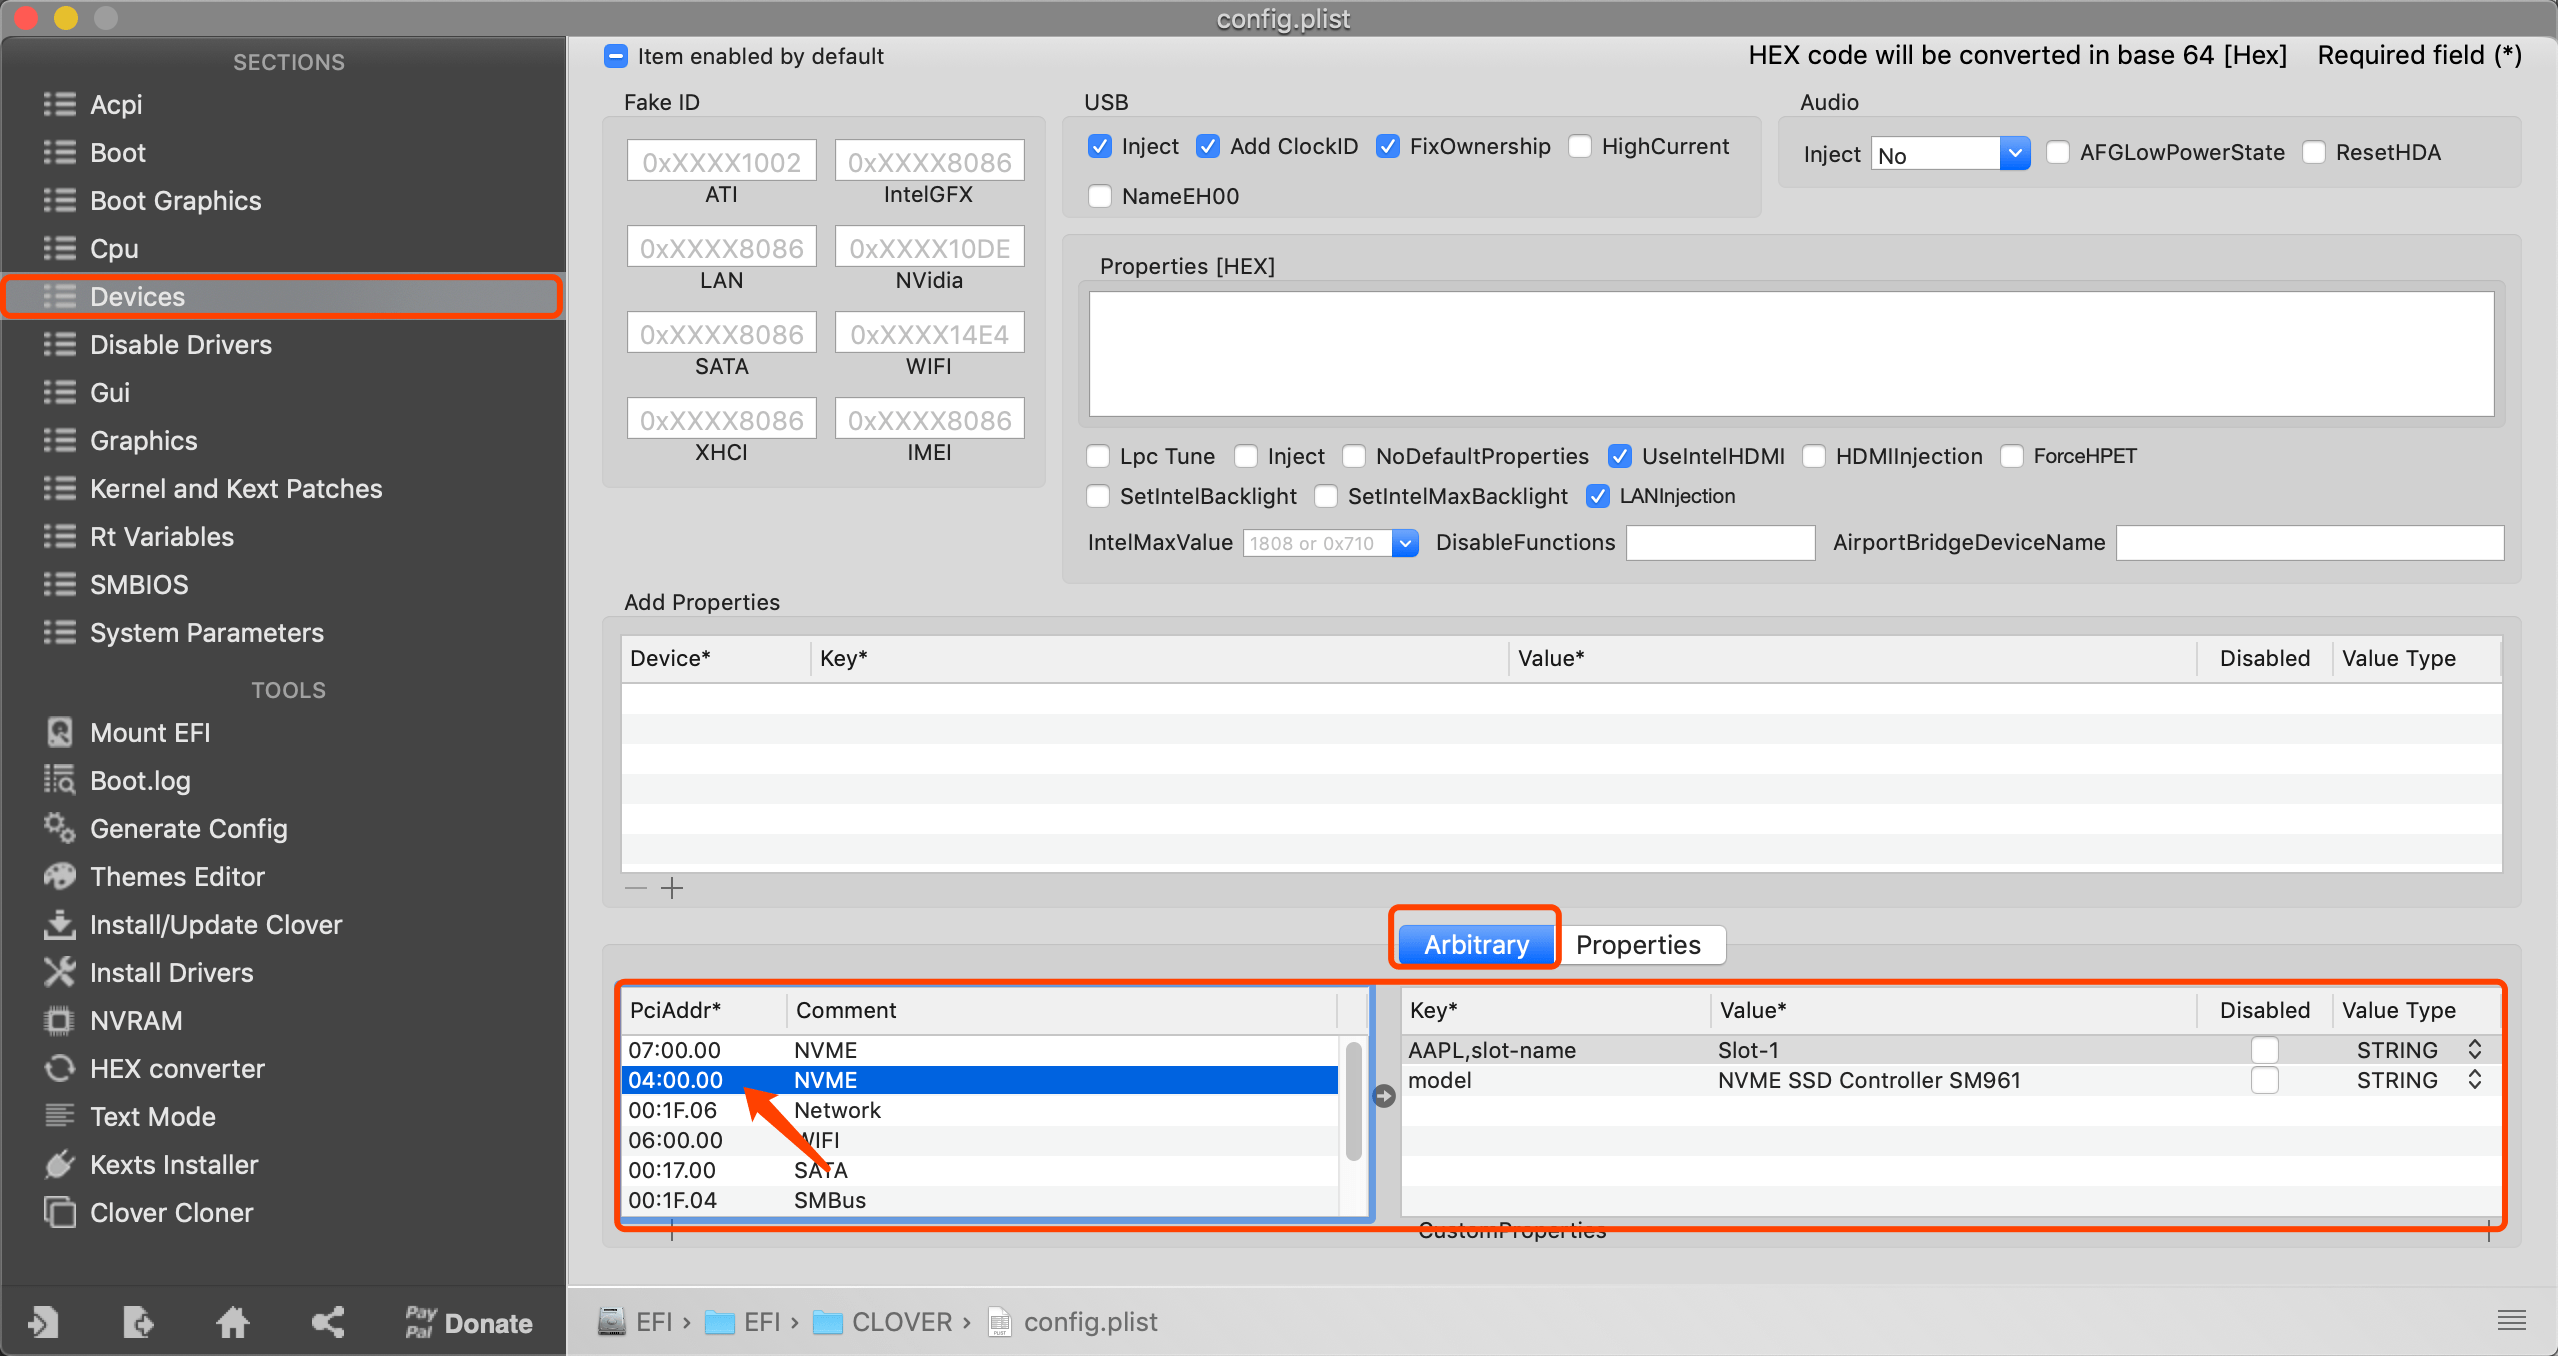 config.plist
SECTIONS
Acpi
Boot
Boot Graphics
Cpu
Devices
Disable Drivers
Gui
Graphics
Kernel and Kext Patches
Rt Variables
SMBIOS
System Parameters
TOOLS
Mount EFI
Boot.log
Generate Config
Themes Editor
Install/Update Clover
Install Drivers
NVRAM
HEX converter
Text Mode
Kexts Installer
Clover Cloner
Pay
Pal Donate
Item enabled by default HEX code will be converted in base 64 [Hex] Required field (*)
Fake ID
0xXXXX1002 0xXXXX8086
ATI IntelGFX
0xXXXX8086 0xXXXX10DE
LAN NVidia
0xXXXX8086 0xXXXX14E4
SATA WIFI
0xXXXX8086 0xXXXX8086
XHCI IMEI
USB
Inject Add ClockID FixOwnership HighCurrent
NameEH00
Audio
Inject No AFGLowPowerState ResetHDA
Properties [HEX]
Lpc Tune Inject NoDefaultProperties UseIntelHDMI HDMIInjection ForceHPET
SetIntelBacklight SetIntelMaxBacklight LANInjection
IntelMaxValue 1808 or 0x710 DisableFunctions AirportBridgeDeviceName
Add Properties
Device* Key* Value* Disabled Value Type
Arbitrary Properties
PciAddr* Comment
07:00.00 NVME
04:00.00 NVME
00:1F.06 Network
06:00.00 WIFI
00:17.00 SATA
00:1F.04 SMBus
Key* Value* Disabled Value Type
AAPL,slot-name Slot-1 STRING
model NVME SSD Controller SM961 STRING
CustomProperties
EFI › EFI › CLOVER › config.plist